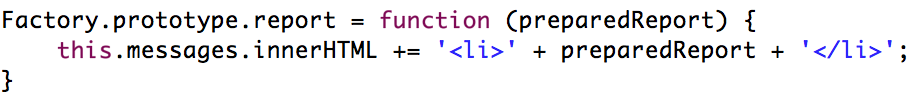 Factory.prototype.report = function (preparedReport) {
    this.messages.innerHTML += '<li>' + preparedReport + '</li>';
}